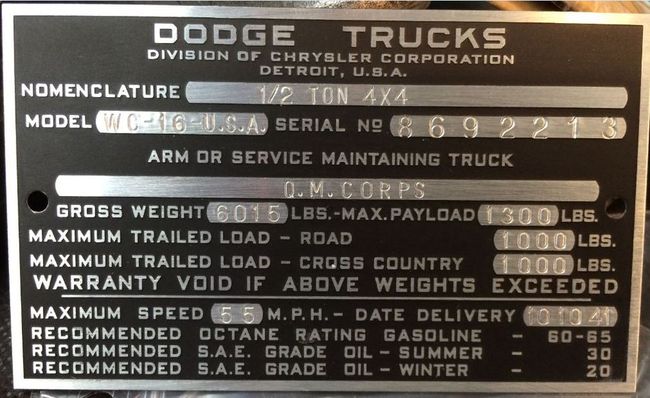 DODGE TRUCKS
DIVISION OF CHRYSLER CORPORATION
DETROIT, U.S.A.
NOMENCLATURE 1/2 TON 4X4
MODEL WC-16-U.S.A. SERIAL Nº 8692213
ARM OR SERVICE MAINTAINING TRUCK
Q.M.CORPS
GROSS WEIGHT 6015 LBS.-MAX. PAYLOAD 1300 LBS.
MAXIMUM TRAILED LOAD - ROAD 1000 LBS.
MAXIMUM TRAILED LOAD - CROSS COUNTRY 1000 LBS.
WARRANTY VOID IF ABOVE WEIGHTS EXCEEDED
MAXIMUM SPEED 55 M.P.H.- DATE DELIVERY 10 10 41
RECOMMENDED OCTANE RATING GASOLINE - 60-65
RECOMMENDED S.A.E. GRADE OIL - SUMMER - 30
RECOMMENDED S.A.E. GRADE OIL - WINTER - 20